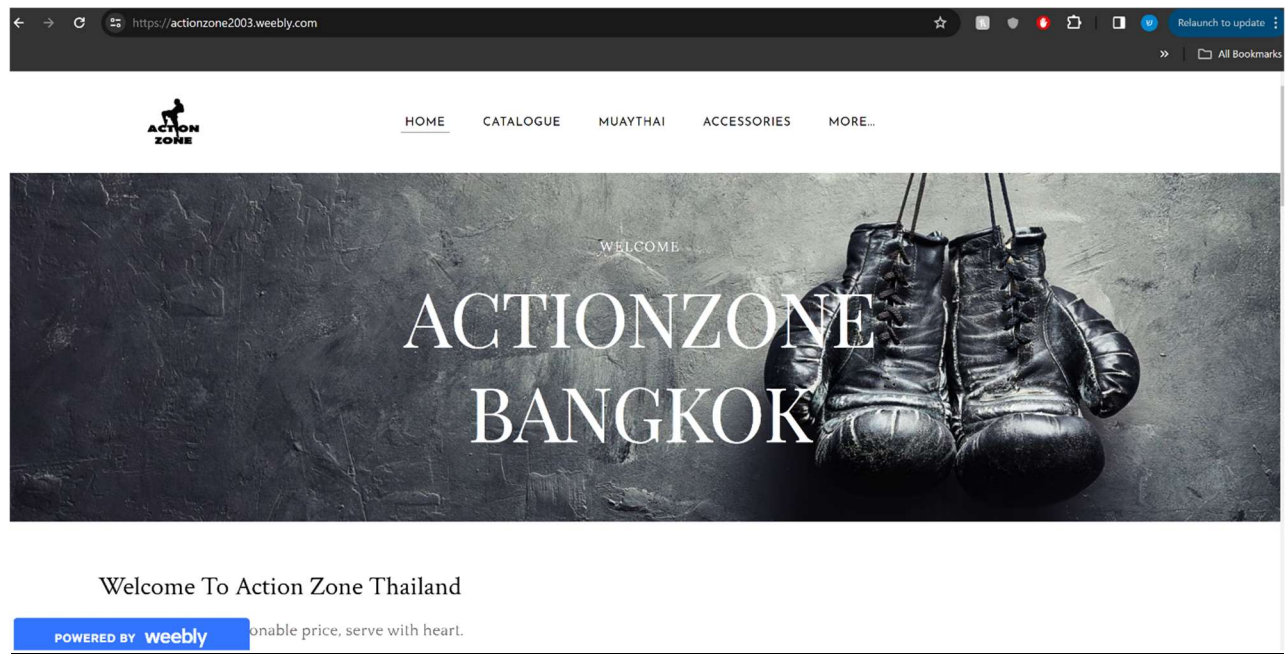 https://actionzone2003.weebly.com
Relaunch to update
All Bookmarks
ACTION
ZONE
HOME CATALOGUE MUAYTHAI ACCESSORIES MORE...
WELCOME
ACTIONZONE
BANGKOK
Welcome To Action Zone Thailand
POWERED BY weebly
price, serve with heart.